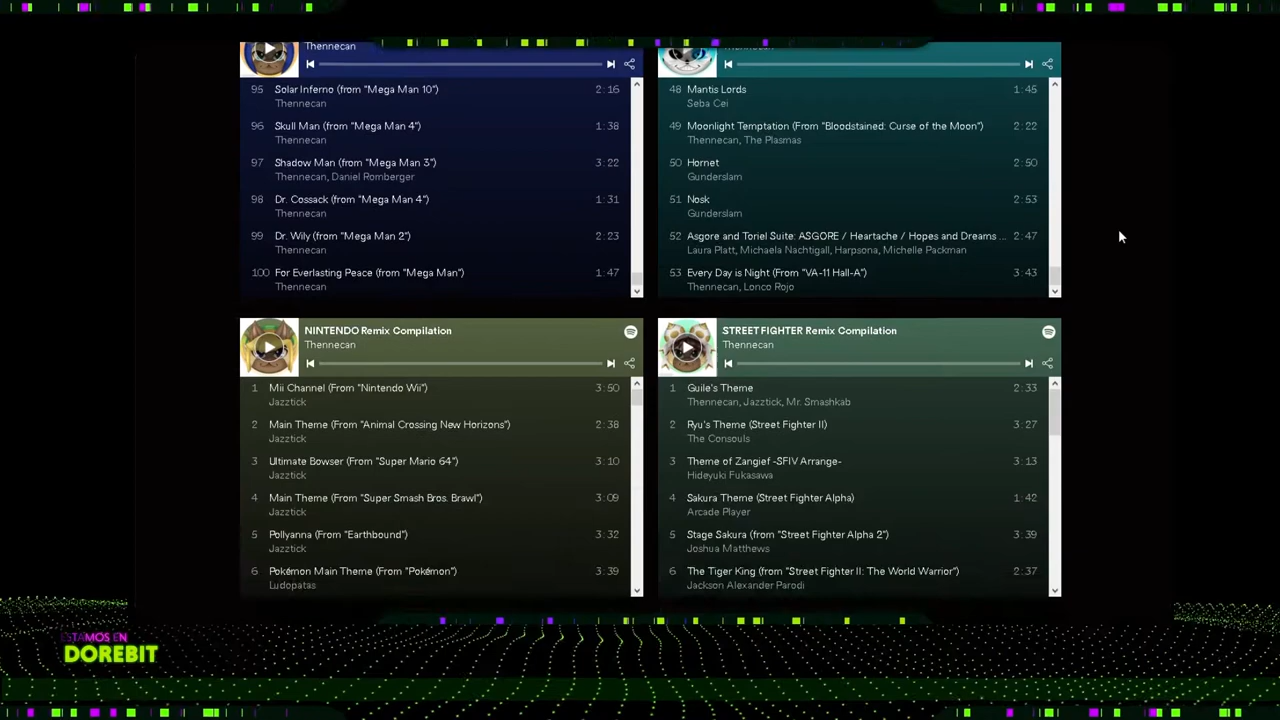 Thennecan
95 Solar Inferno (from "Mega Man 10") 2:16
Thennecan
96 Skull Man (from "Mega Man 4") 1:38
Thennecan
97 Shadow Man (from "Mega Man 3") 3:22
Thennecan, Daniel Romberger
98 Dr. Cossack (from "Mega Man 4") 1:31
Thennecan
99 Dr. Wily (from "Mega Man 2") 2:23
Thennecan
100 For Everlasting Peace (from "Mega Man") 1:47
Thennecan
Thennecan
48 Mantis Lords 1:45
Seba Cei
49 Moonlight Temptation (From "Bloodstained: Curse of the Moon") 2:22
Thennecan, The Plasmas
50 Hornet 2:50
Gunderslam
51 Nosk 2:53
Gunderslam
52 Asgore and Toriel Suite: ASGORE / Heartache / Hopes and Dreams ... 2:47
Laura Platt, Michaela Nachtigall, Harpsona, Michelle Packman
53 Every Day is Night (From "VA-11 Hall-A") 3:43
Thennecan, Lonco Rojo
NINTENDO Remix Compilation
Thennecan
1 Mii Channel (From "Nintendo Wii") 3:50
Jazztick
2 Main Theme (From "Animal Crossing New Horizons") 2:38
Jazztick
3 Ultimate Bowser (From "Super Mario 64") 3:10
Jazztick
4 Main Theme (From "Super Smash Bros. Brawl") 3:09
Jazztick
5 Pollyanna (From "Earthbound") 3:32
Jazztick
6 Pokémon Main Theme (From "Pokémon") 3:39
Ludopatas
STREET FIGHTER Remix Compilation
Thennecan
1 Guile's Theme 2:33
Thennecan, Jazztick, Mr. Smashkab
2 Ryu's Theme (Street Fighter II) 3:27
The Consouls
3 Theme of Zangief -SFIV Arrange- 3:13
Hideyuki Fukasawa
4 Sakura Theme (Street Fighter Alpha) 1:42
Arcade Player
5 Stage Sakura (from "Street Fighter Alpha 2") 3:39
Joshua Matthews
6 The Tiger King (from "Street Fighter II: The World Warrior") 2:37
Jackson Alexander Parodi
ESTAMOS EN
DOREBIT